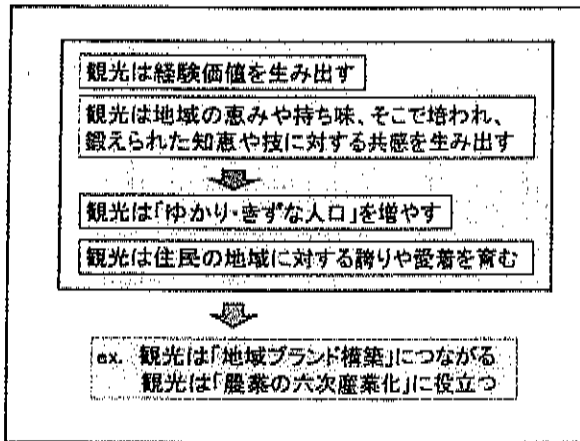 観光は経験価値を生み出す
観光は地域の恵みや持ち味、そこで培われ、
鍛えられた知恵や技に対する共感を生み出す
観光は「ゆかり・きずな人口」を増やす
観光は住民の地域に対する誇りや愛着を育む
ex. 観光は「地域ブランド構築」につながる
観光は「農業の六次産業化」に役立つ